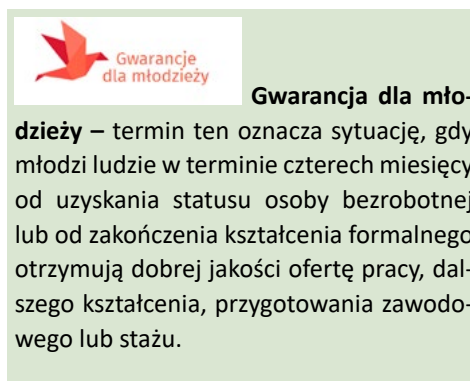 Gwarancje
dla młodzieży
Gwarancja dla mło-
dzieży – termin ten oznacza sytuację, gdy
młodzi ludzie w terminie czterech miesięcy
od uzyskania statusu osoby bezrobotnej
lub od zakończenia kształcenia formalnego
otrzymują dobrej jakości ofertę pracy, dal-
szego kształcenia, przygotowania zawodo-
wego lub stażu.